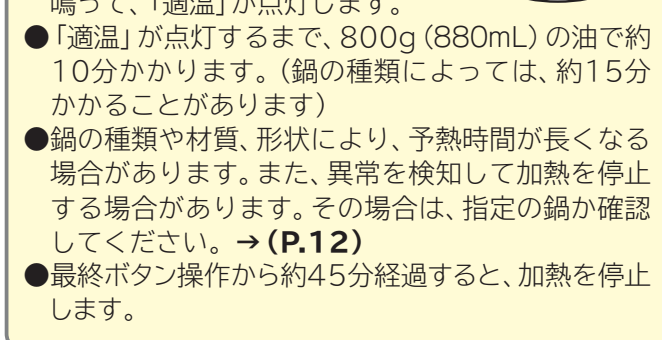 鳴って、「適温」が点灯します。
●「適温」が点灯するまで、800g（880mL）の油で約
10分かかります。（鍋の種類によっては、約15分
かかることがあります）
●鍋の種類や材質、形状により、予熱時間が長くなる
場合があります。また、異常を検知して加熱を停止
する場合があります。その場合は、指定の鍋か確認
してください。→（P.12）
●最終ボタン操作から約45分経過すると、加熱を停止
します。